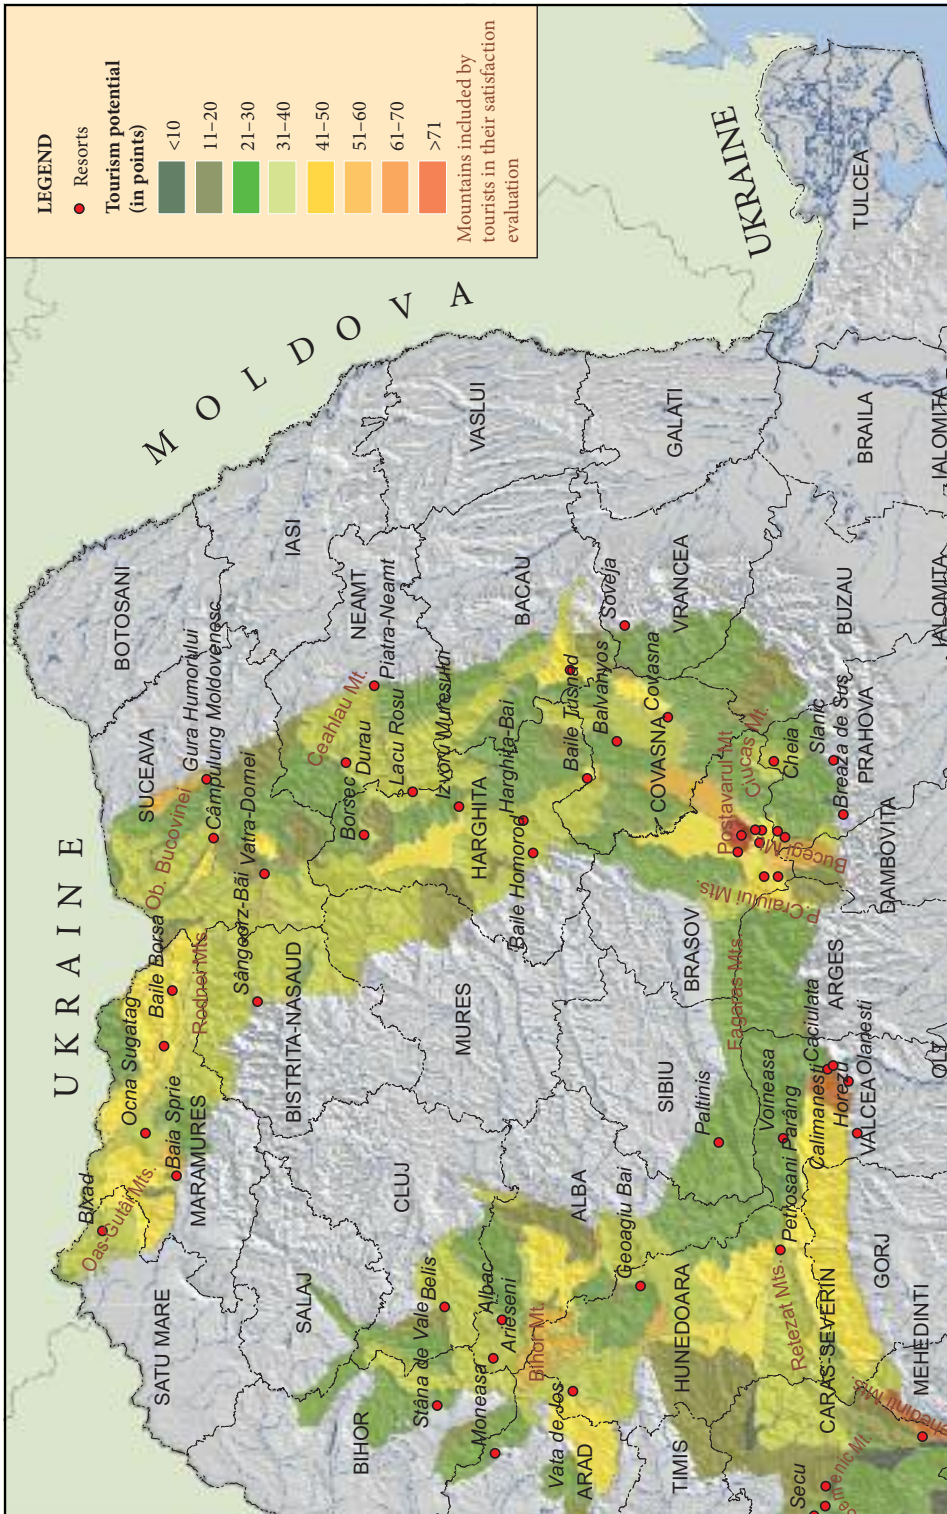 LEGEND
Resorts
Tourism potential
(in points)
<10
11–20
21–30
31–40
41–50
51–60
61–70
>71
Mountains included by
tourists in their satisfaction
evaluation
UKRAINE
MOLDOVA
UKRAINE
TULCEA
BOTOSANI
SUCEAVA
Gura Humorului
Câmpulung Moldovenesc
Ob. Bucovinei
Vatra-Domei
IASI
NEAMT
Piatra-Neamt
Ceahlau Mt.
Durau
Borsec
Lacu Rosu
Izvoru Muresului
VASLUI
BACAU
HARGHITA
Harghita-Bai
Baile Homorod
Baile Tusnad
Balvanyos
Soveja
GALATI
VRANCEA
Covasna
COVASNA
BRAILA
BUZAU
IALOMITA
IALOMITA
Postavarul Mt.
Ciucas Mt.
Cheia
Slanic
Breaza de Sus
PRAHOVA
Bucegi Mt.
DAMBOVITA
P.Craiului Mts.
Bixad
Oas-Gutâi Mts.
Ocna Sugatag
Baia Sprie
MARAMURES
Baile Borsa
Rodnei Mts.
Sângeorz-Băi
BISTRITA-NASAUD
SATU MARE
SALAJ
CLUJ
MURES
BIHOR
Stâna de Vale
Belis
Albac
Arieseni
Moneasa
Bihor Mt.
ALBA
SIBIU
BRASOV
Fagaras Mts.
ARGES
Paltinis
Voineasa
Caciulata
Calimanesti
Olanesti
Horezu
VALCEA
OLT
Geoagiu Bai
HUNEDOARA
Vata de Jos
ARAD
TIMIS
Petrosani
Parâng
Retezat Mts.
CARAS-SEVERIN
GORJ
MEHEDINTI
Secu